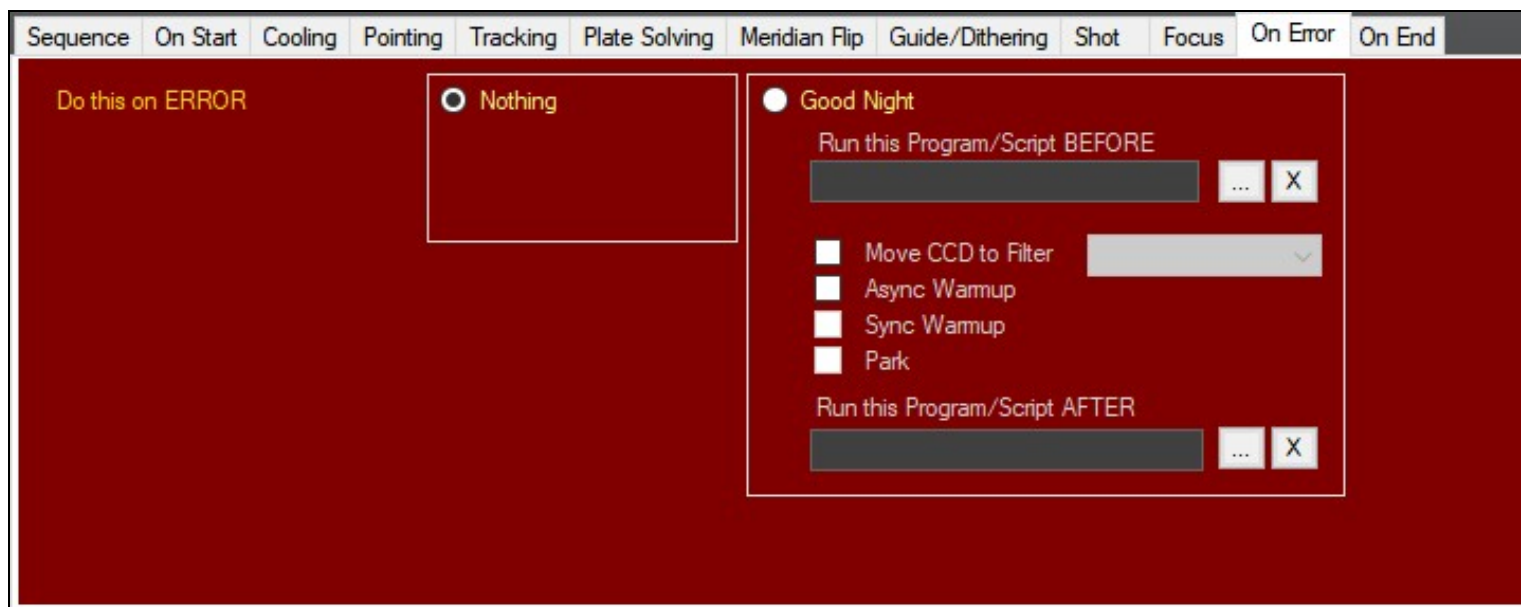 Sequence On Start Cooling Pointing Tracking Plate Solving Meridian Flip Guide/Dithering Shot Focus On Error On End
Do this on ERROR
Nothing
Good Night
Run this Program/Script BEFORE
... X
Move CCD to Filter
Async Warmup
Sync Warmup
Park
Run this Program/Script AFTER
... X